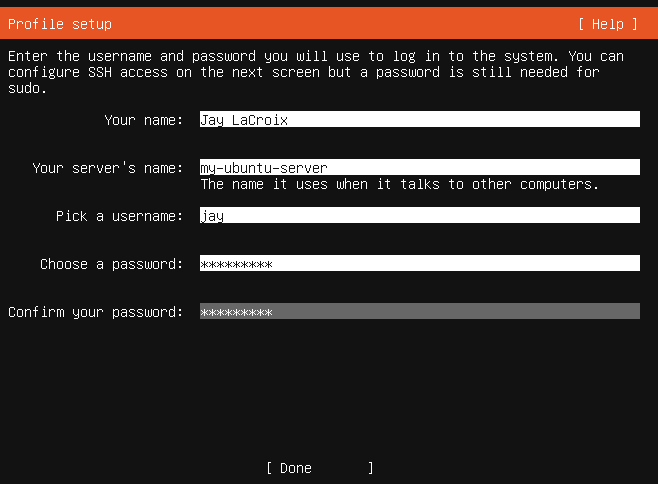 Profile setup [ Help ]
Enter the username and password you will use to log in to the system. You can
configure SSH access on the next screen but a password is still needed for
sudo.
Your name: Jay LaCroix
Your server's name: my-ubuntu-server
The name it uses when it talks to other computers.
Pick a username: jay
Choose a password: *********
Confirm your password: *********
[ Done ]